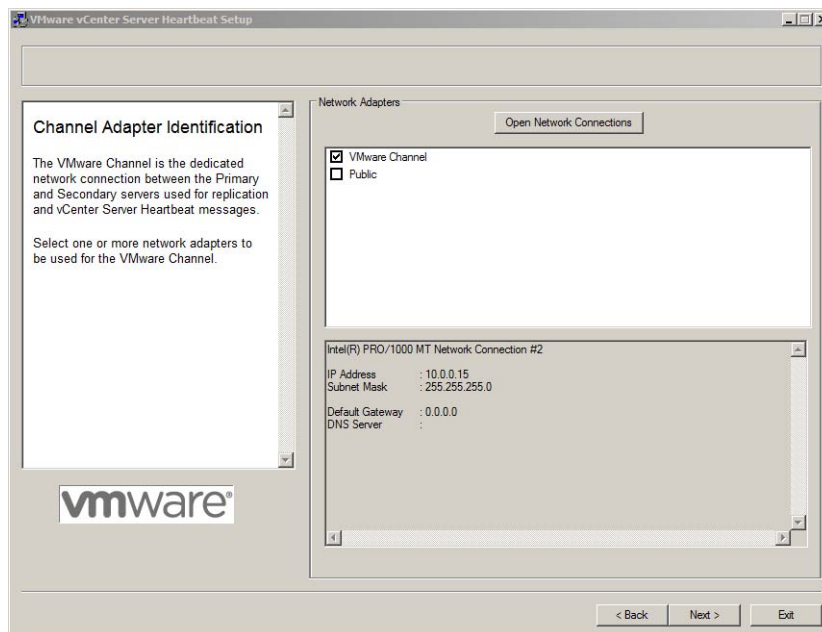 VMware vCenter Server Heartbeat Setup
Channel Adapter Identification
The VMware Channel is the dedicated
network connection between the Primary
and Secondary servers used for replication
and vCenter Server Heartbeat messages.
Select one or more network adapters to
be used for the VMware Channel.
vmware®
Network Adapters
Open Network Connections
VMware Channel
Public
Intel(R) PRO/1000 MT Network Connection #2
IP Address : 10.0.0.15
Subnet Mask : 255.255.255.0
Default Gateway : 0.0.0.0
DNS Server :
< Back
Next >
Exit